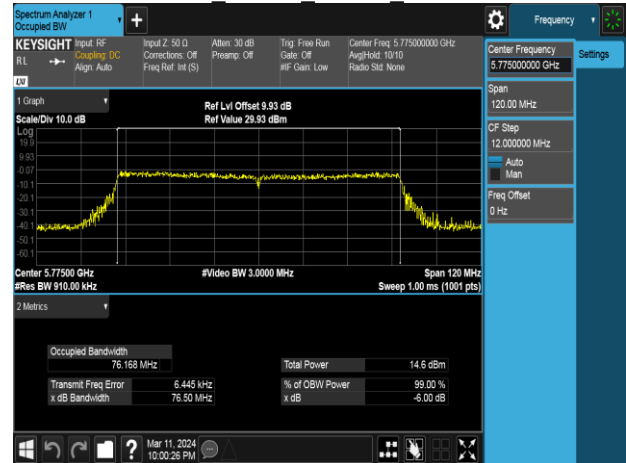 Spectrum Analyzer 1
Occupied BW
Frequency
KEYSIGHT
RL
LXI
Input: RF
Coupling: DC
Align: Auto
Input Z: 50 Ω
Corrections: Off
Freq Ref: Int (S)
Atten: 30 dB
Preamp: Off
Trig: Free Run
Gate: Off
#IF Gain: Low
Center Freq: 5.775000000 GHz
Avg|Hold: 10/10
Radio Std: None
Center Frequency
5.775000000 GHz
Settings
Span
120.00 MHz
CF Step
12.000000 MHz
Auto
Man
Freq Offset
0 Hz
1 Graph
Scale/Div 10.0 dB
Ref Lvl Offset 9.93 dB
Ref Value 29.93 dBm
Log
19.9
9.93
-0.07
-10.1
-20.1
-30.1
-40.1
-50.1
-60.1
Center 5.77500 GHz
#Video BW 3.0000 MHz
Span 120 MHz
#Res BW 910.00 kHz
Sweep 1.00 ms (1001 pts)
2 Metrics
Occupied Bandwidth
76.168 MHz
Total Power 14.6 dBm
Transmit Freq Error 6.445 kHz
% of OBW Power 99.00 %
x dB Bandwidth 76.50 MHz
x dB -6.00 dB
?
Mar 11, 2024
10:00:26 PM